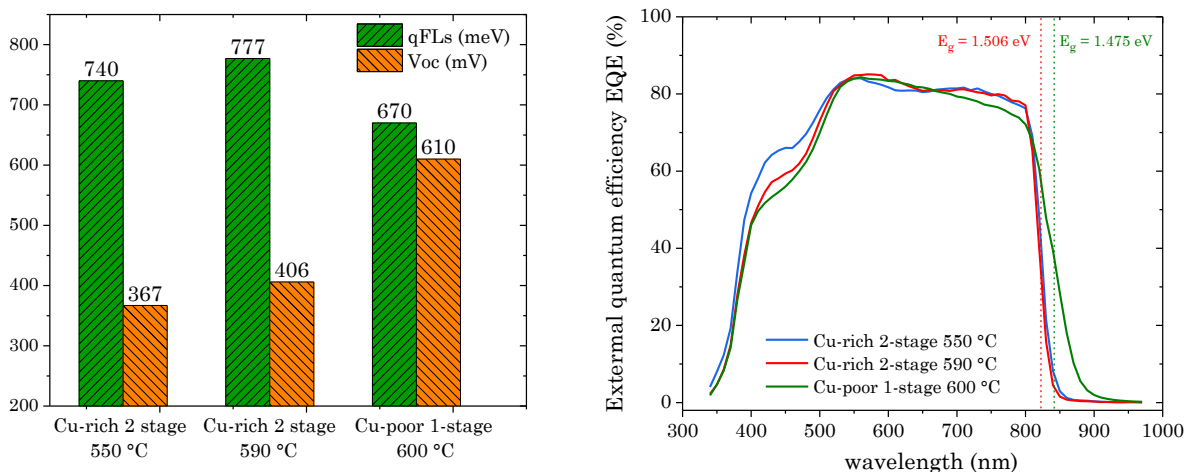 800
700
600
500
400
300
200
740
367
777
406
670
610
qFLs (meV)
Voc (mV)
Cu-rich 2 stage
550 °C
Cu-rich 2 stage
590 °C
Cu-poor 1-stage
600 °C
Extermal quantum efficiency EQE (%)
100
80
60
40
20
0
E_g = 1.506 eV
E_g = 1.475 eV
Cu-rich 2-stage 550 °C
Cu-rich 2-stage 590 °C
Cu-poor 1-stage 600 °C
300 400 500 600 700 800 900 1000
wavelength (nm)